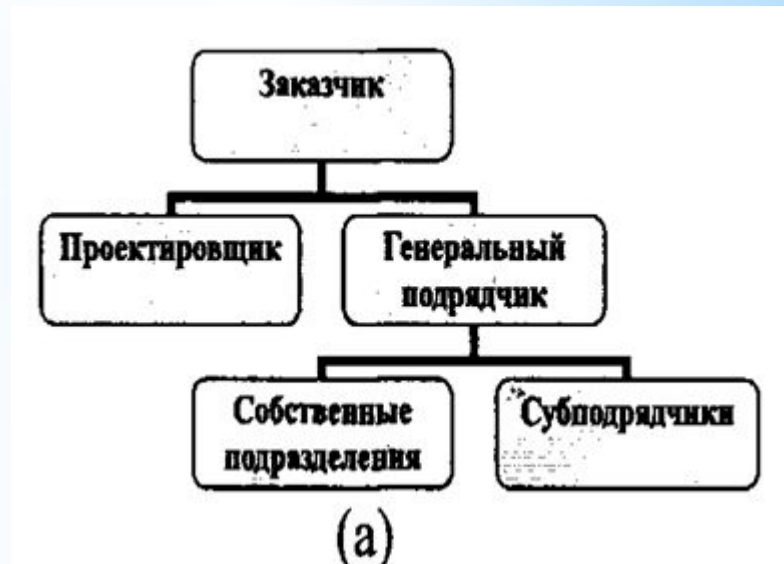 Заказчик
Проектировщик
Генеральный
подрядчик
Собственные
подразделения
Субподрядчики
(а)